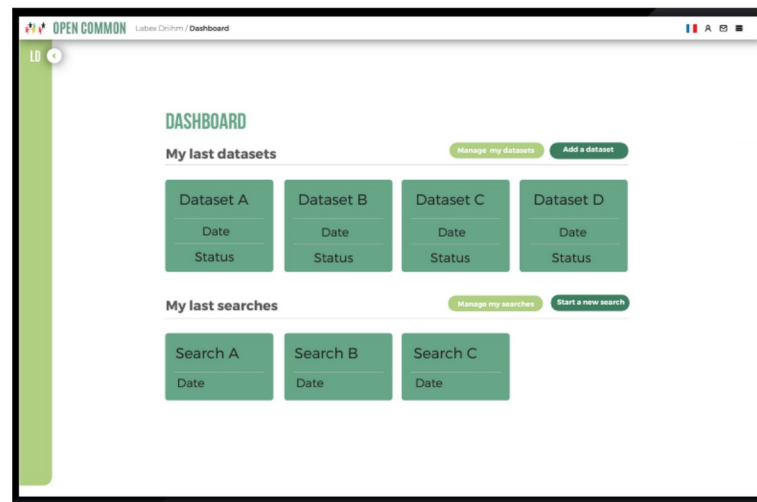 OPEN COMMON Labex Driihm / Dashboard
LD
DASHBOARD
My last datasets
Manage my datasets
Add a dataset
Dataset A
Date
Status
Dataset B
Date
Status
Dataset C
Date
Status
Dataset D
Date
Status
My last searches
Manage my searches
Start a new search
Search A
Date
Search B
Date
Search C
Date